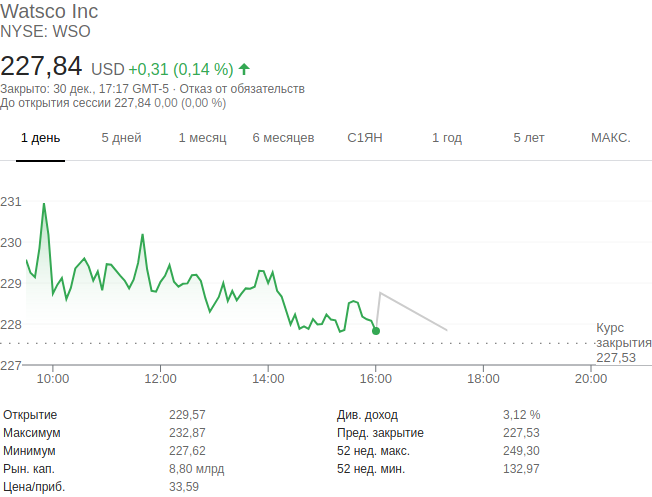 Watsco Inc
NYSE: WSO
227,84 USD +0,31 (0,14 %)
Закрыто: 30 дек., 17:17 GMT-5 · Отказ от обязательств
До открытия сессии 227,84 0,00 (0,00 %)
1 день 5 дней 1 месяц 6 месяцев С1ЯН 1 год 5 лет МАКС.
231
230
229
228
Курс
закрытия
227,53
227
10:00 12:00 14:00 16:00 18:00 20:00
Открытие 229,57 Див. доход 3,12 %
Максимум 232,87 Пред. закрытие 227,53
Минимум 227,62 52 нед. макс. 249,30
Рын. кап. 8,80 млрд 52 нед. мин. 132,97
Цена/приб. 33,59